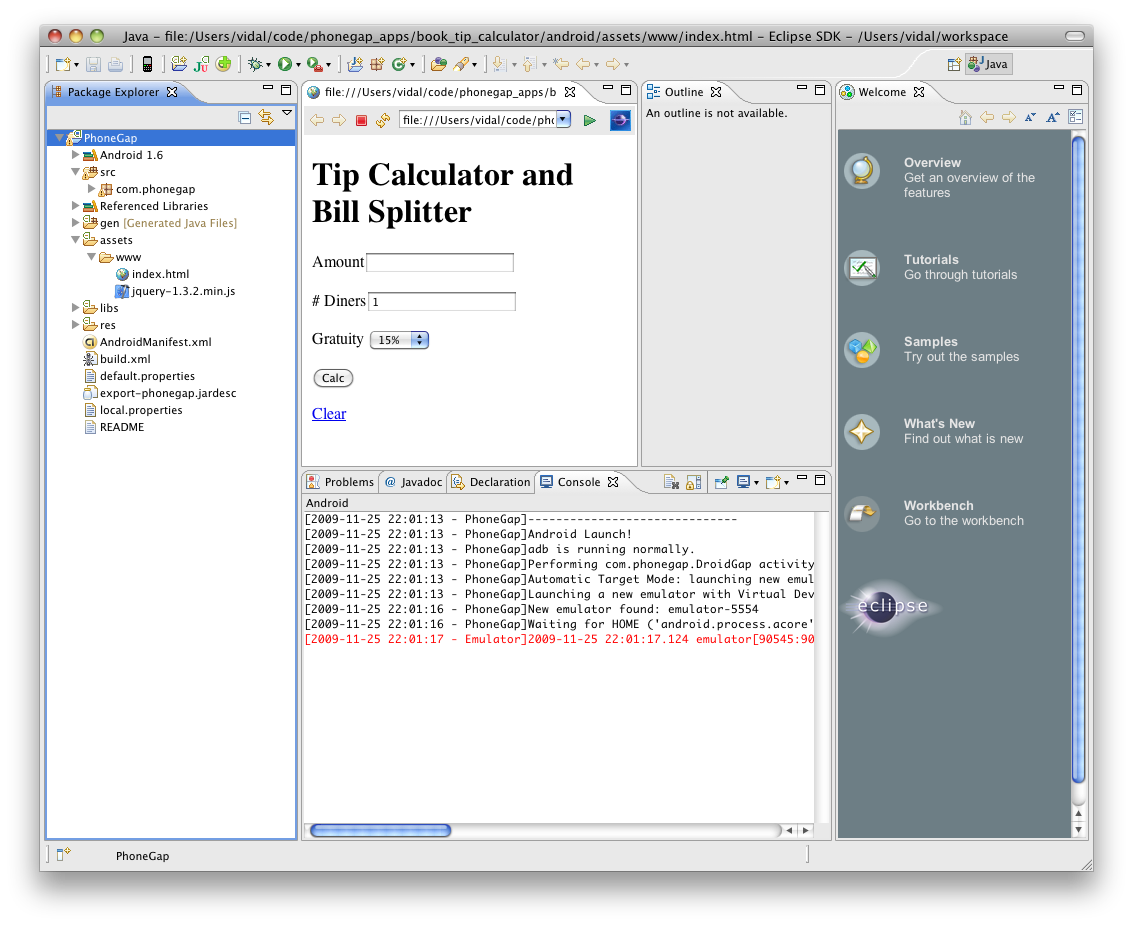 Java – file:/Users/vidal/code/phonegap_apps/book_tip_calculator/android/assets/www/index.html – Eclipse SDK – /Users/vidal/workspace
Java
Package Explorer
PhoneGap
Android 1.6
src
com.phonegap
Referenced Libraries
gen [Generated Java Files]
assets
www
index.html
jquery-1.3.2.min.js
libs
res
AndroidManifest.xml
build.xml
default.properties
export-phonegap.jardesc
local.properties
README
file:///Users/vidal/code/phonegap_apps/b
file:///Users/vidal/code/pho
Tip Calculator and
Bill Splitter
Amount
# Diners 1
Gratuity 15%
Calc
Clear
Outline
An outline is not available.
Welcome
Overview
Get an overview of the
features
Tutorials
Go through tutorials
Samples
Try out the samples
What's New
Find out what is new
Workbench
Go to the workbench
eclipse
Problems @ Javadoc Declaration Console
Android
[2009-11-25 22:01:13 - PhoneGap]------------------------------
[2009-11-25 22:01:13 - PhoneGap]Android Launch!
[2009-11-25 22:01:13 - PhoneGap]adb is running normally.
[2009-11-25 22:01:13 - PhoneGap]Performing com.phonegap.DroidGap activity
[2009-11-25 22:01:13 - PhoneGap]Automatic Target Mode: launching new emul
[2009-11-25 22:01:13 - PhoneGap]Launching a new emulator with Virtual Dev
[2009-11-25 22:01:16 - PhoneGap]New emulator found: emulator-5554
[2009-11-25 22:01:16 - PhoneGap]Waiting for HOME ('android.process.acore'
[2009-11-25 22:01:17 - Emulator]2009-11-25 22:01:17.124 emulator[90545:90
PhoneGap